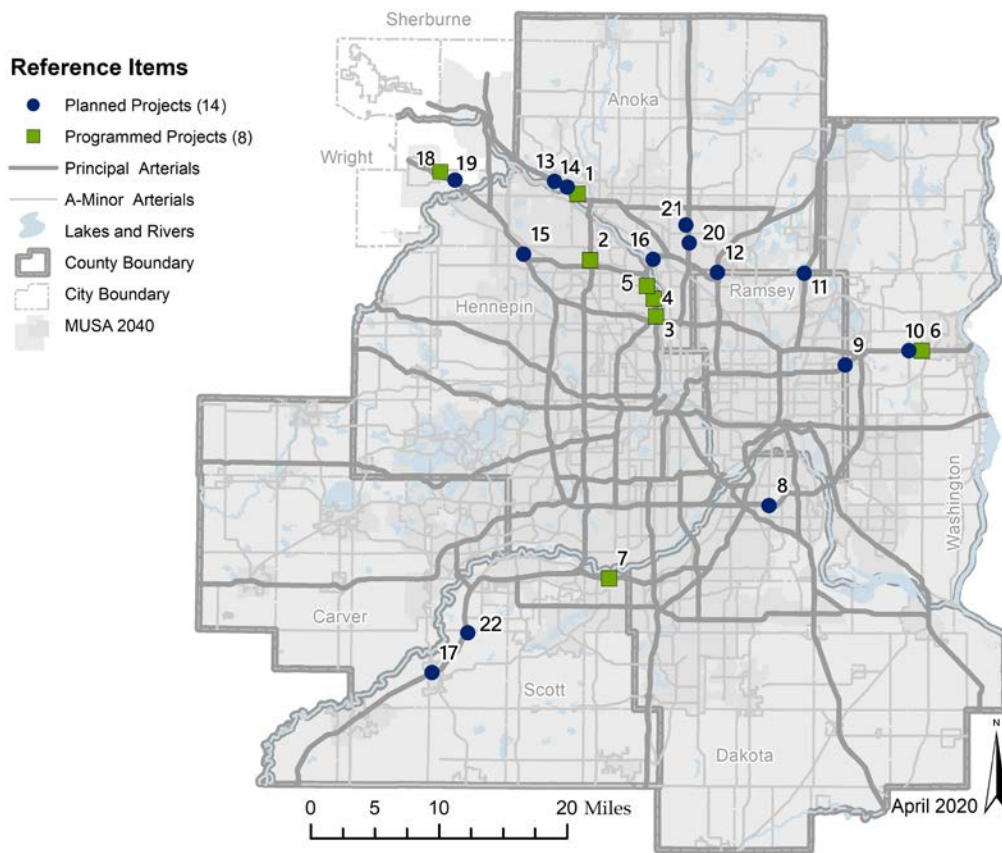 Sherburne
Reference Items
Planned Projects (14)
Programmed Projects (8)
Principal Arterials
A-Minor Arterials
Lakes and Rivers
County Boundary
City Boundary
MUSA 2040
Anoka
Wright
18
19
13
14
1
21
20
15
2
16
12
5
4
Ramsey
11
Hennepin
3
10 6
9
8
Washington
7
Carver
22
17
Scott
Dakota
N
April 2020
0 5 10 20 Miles